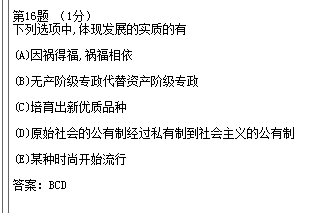 第16题 （1分）
下列选项中,体现发展的实质的有
(A)因祸得福,祸福相依
(B)无产阶级专政代替资产阶级专政
(C)培育出新优质品种
(D)原始社会的公有制经过私有制到社会主义的公有制
(E)某种时尚开始流行
答案：BCD